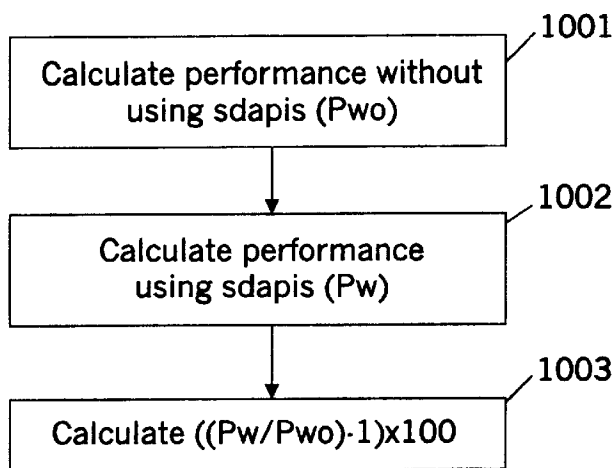 1001
Calculate performance without
using sdapis (Pwo)
1002
Calculate performance
using sdapis (Pw)
1003
Calculate ((Pw/Pwo)-1)x100